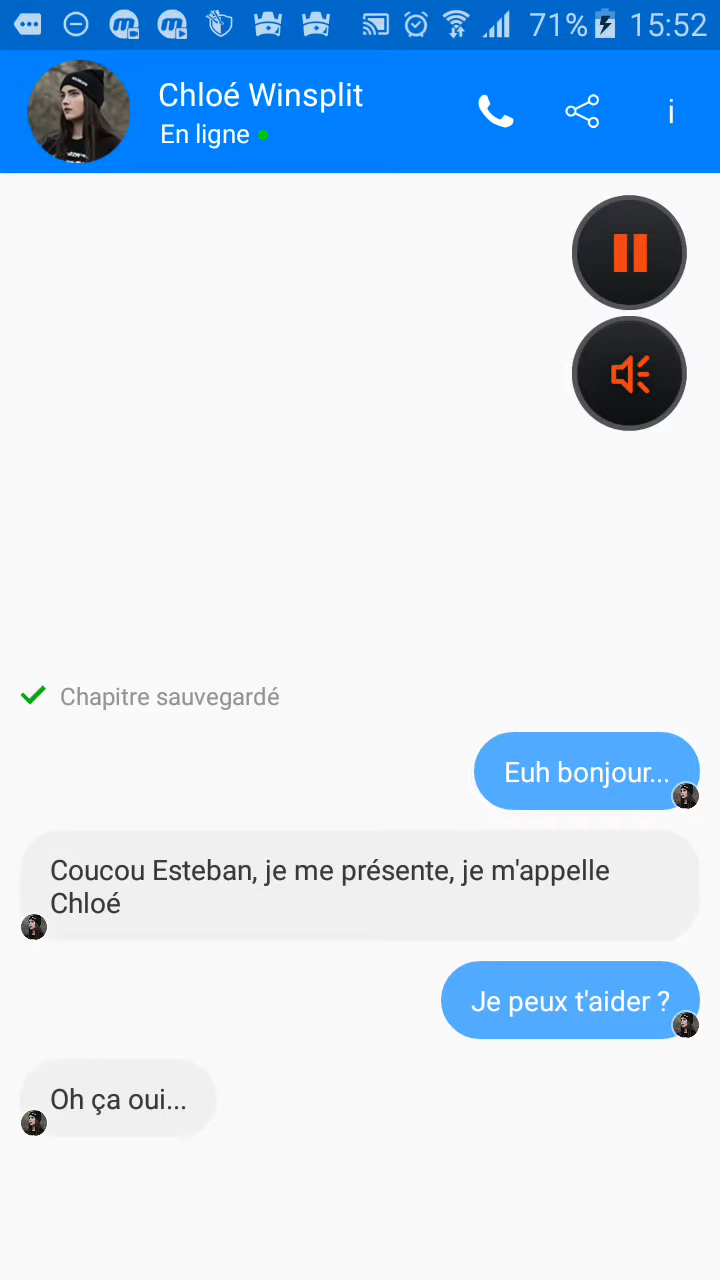 71% 15:52
Chloé Winsplit
En ligne
i
Chapitre sauvegardé
Euh bonjour...
Coucou Esteban, je me présente, je m'appelle
Chloé
Je peux t'aider ?
Oh ça oui...